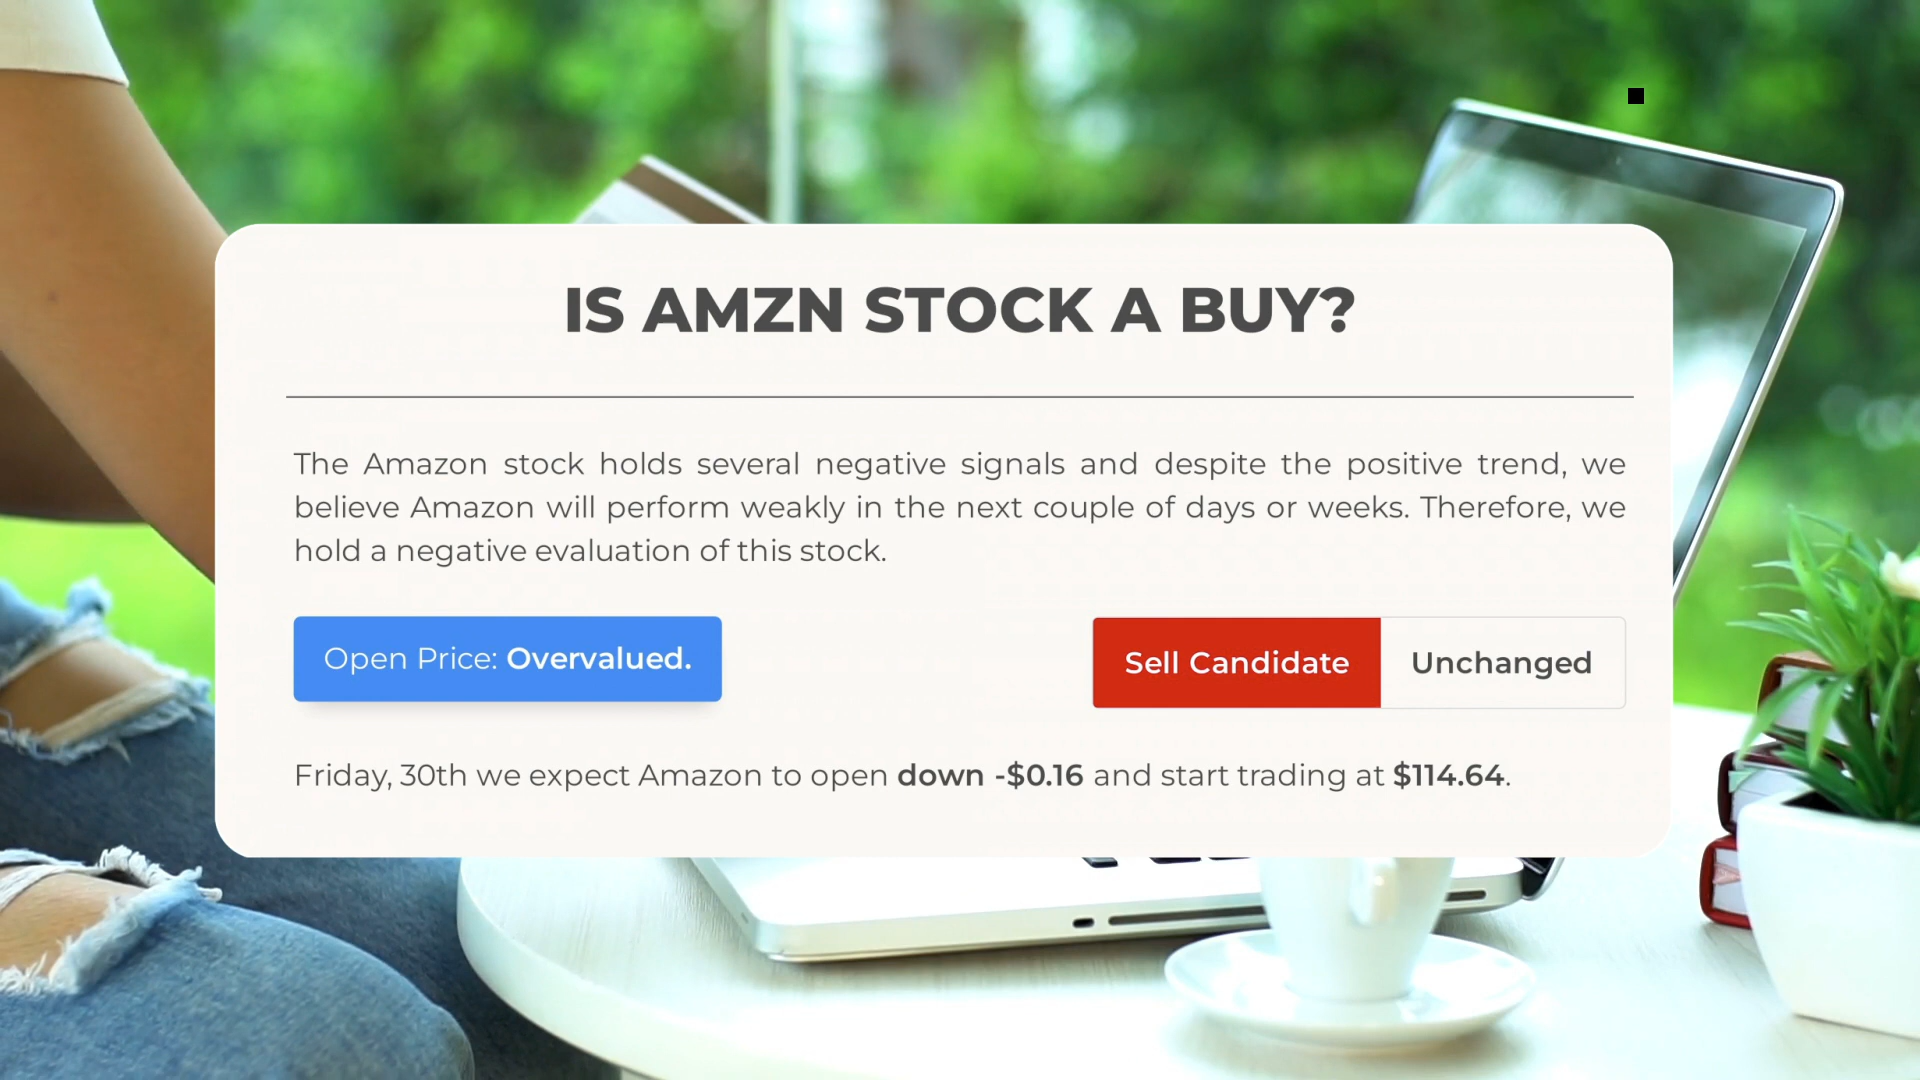 IS AMZN STOCK A BUY?
The Amazon stock holds several negative signals and despite the positive trend, we
believe Amazon will perform weakly in the next couple of days or weeks. Therefore, we
hold a negative evaluation of this stock.
Open Price: Overvalued.
Sell Candidate
Unchanged
Friday, 30th we expect Amazon to open down -$0.16 and start trading at $114.64.